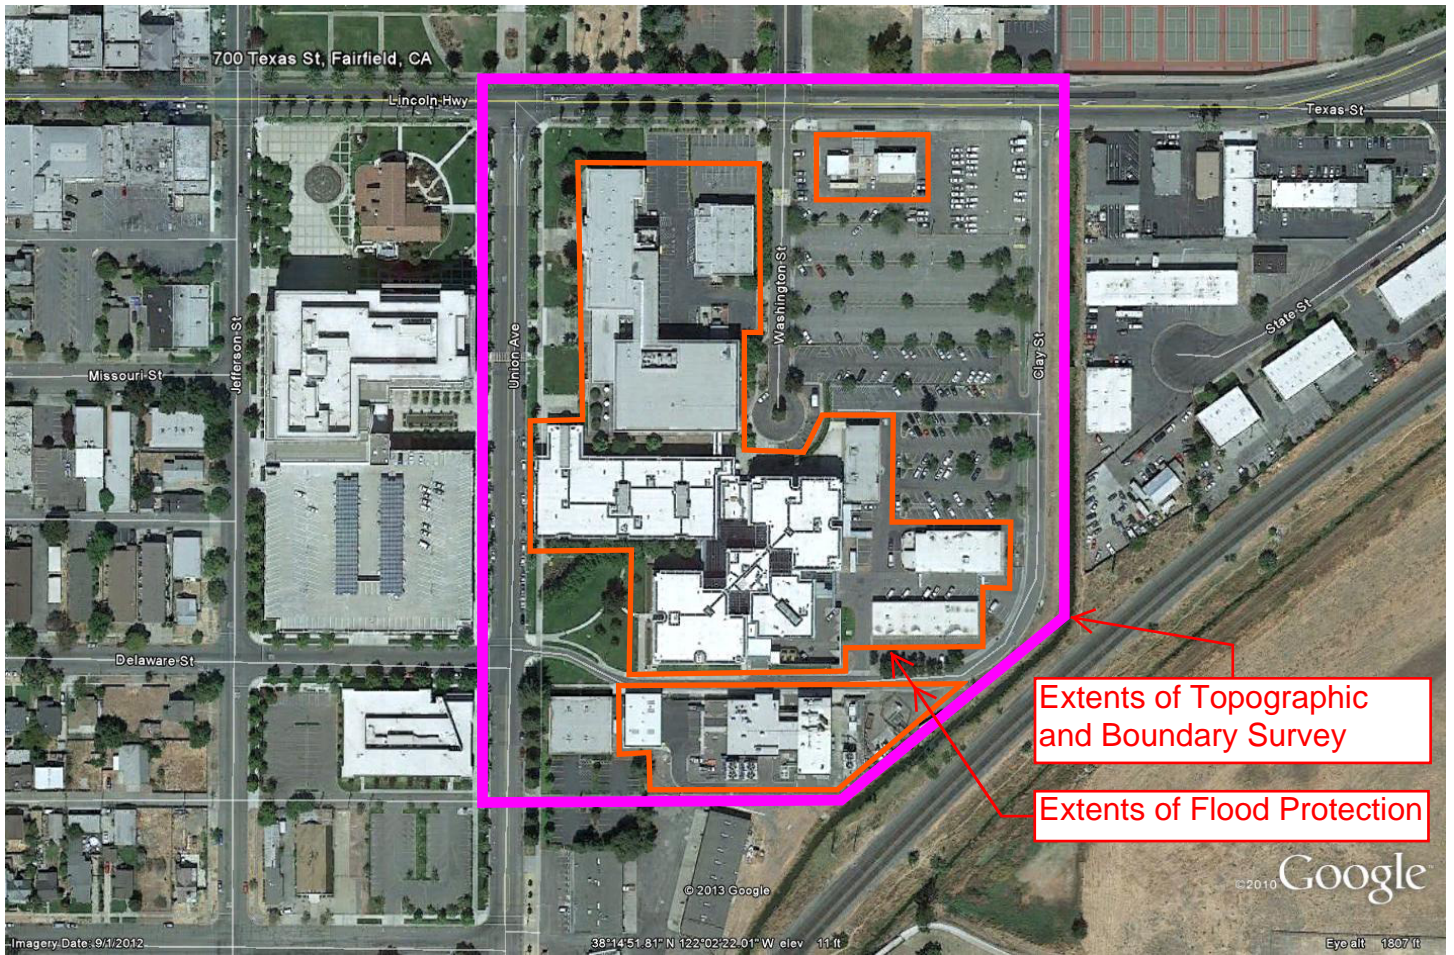 700 Texas St, Fairfield, CA
Lincoln Hwy
Texas St
Washington St
Union Ave
Jefferson St
Clay St
State St
Missouri St
Delaware St
Extents of Topographic
and Boundary Survey
Extents of Flood Protection
©2010 Google
© 2013 Google
Imagery Date: 9/1/2012
38°14'51.81" N 122°02'22.01" W elev 11 ft
Eye alt 1807 ft